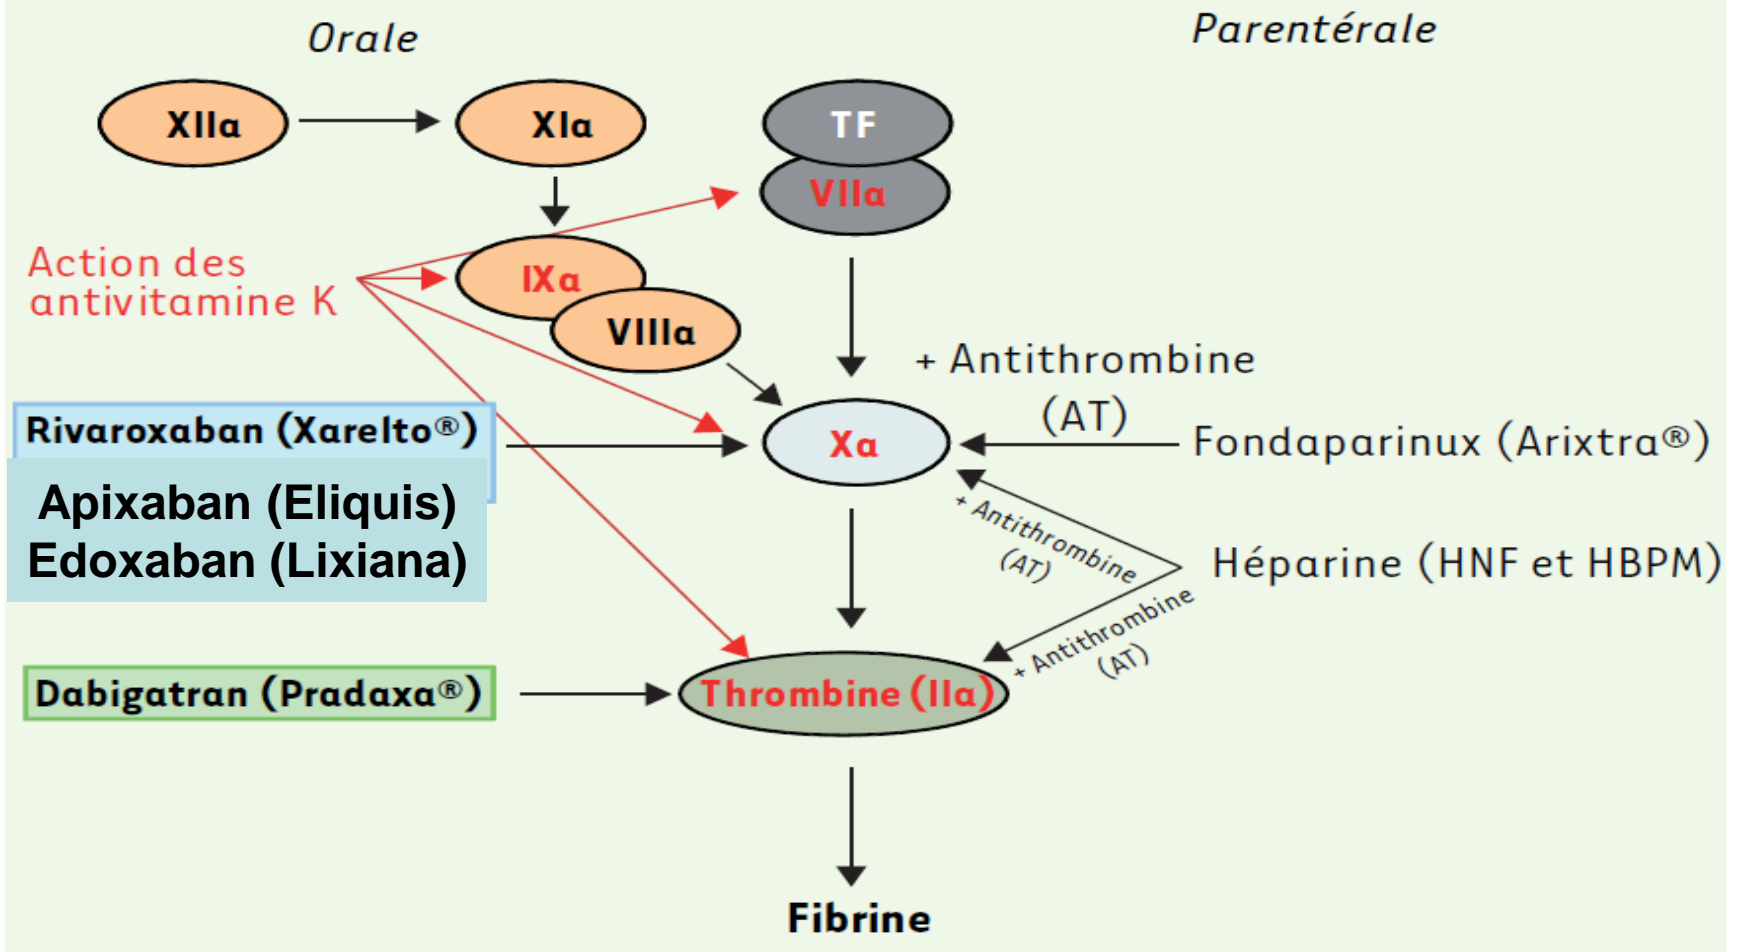 Orale
Parentérale
XIIa
XIa
TF
VIIa
Action des
antivitamine K
IXa
VIIIa
+ Antithrombine
(AT)
Rivaroxaban (Xarelto®)
Xa
Fondaparinux (Arixtra®)
Apixaban (Eliquis)
Edoxaban (Lixiana)
+ Antithrombine
(AT)
Héparine (HNF et HBPM)
+ Antithrombine
(AT)
Dabigatran (Pradaxa®)
Thrombine (IIa)
Fibrine